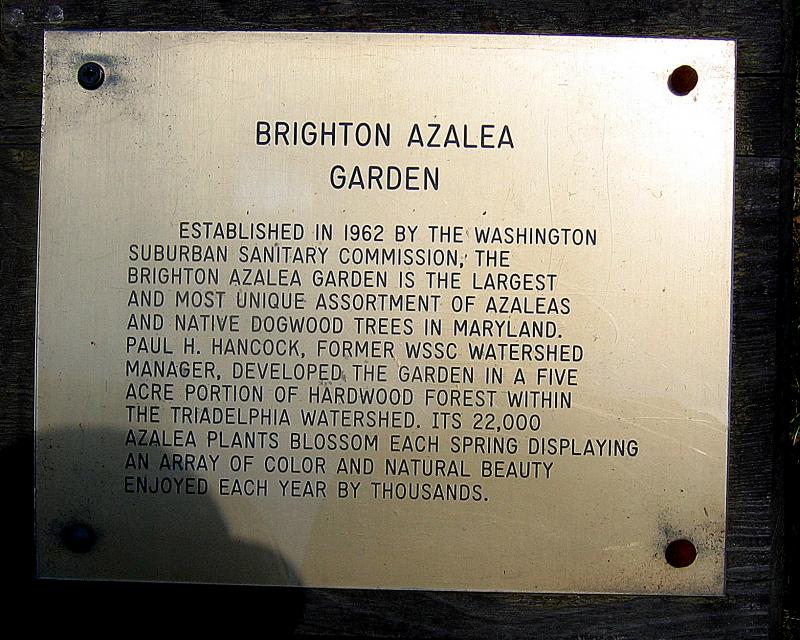 BRIGHTON AZALEA
GARDEN
ESTABLISHED IN 1962 BY THE WASHINGTON
SUBURBAN SANITARY COMMISSION, THE
BRIGHTON AZALEA GARDEN IS THE LARGEST
AND MOST UNIQUE ASSORTMENT OF AZALEAS
AND NATIVE DOGWOOD TREES IN MARYLAND.
PAUL H. HANCOCK, FORMER WSSC WATERSHED
MANAGER, DEVELOPED THE GARDEN IN A FIVE
ACRE PORTION OF HARDWOOD FOREST WITHIN
THE TRIADELPHIA WATERSHED. ITS 22,000
AZALEA PLANTS BLOSSOM EACH SPRING DISPLAYING
AN ARRAY OF COLOR AND NATURAL BEAUTY
ENJOYED EACH YEAR BY THOUSANDS.